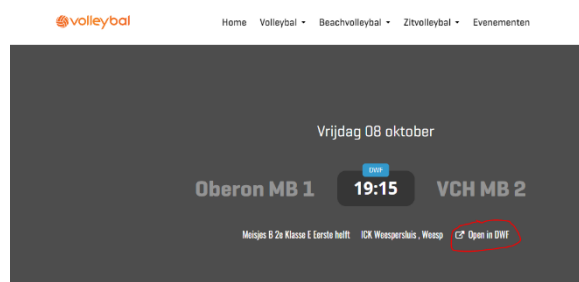 volleybal Home Volleybal Beachvolleybal Zitvolleybal Evenementen
Vrijdag 08 oktober
DWF
Oberon MB 1 19:15 VCH MB 2
Meisjes B 2e Klasse E Eerste helft ICK Weespersluis , Weesp Open in DWF